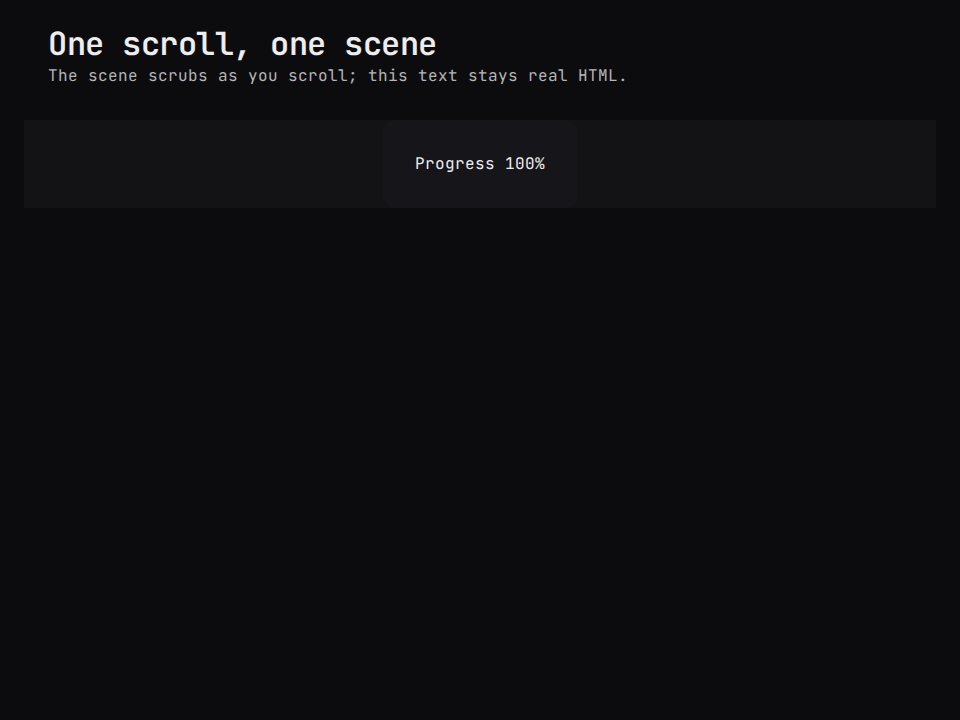 One scroll, one scene
The scene scrubs as you scroll; this text stays real HTML.
Progress 100%